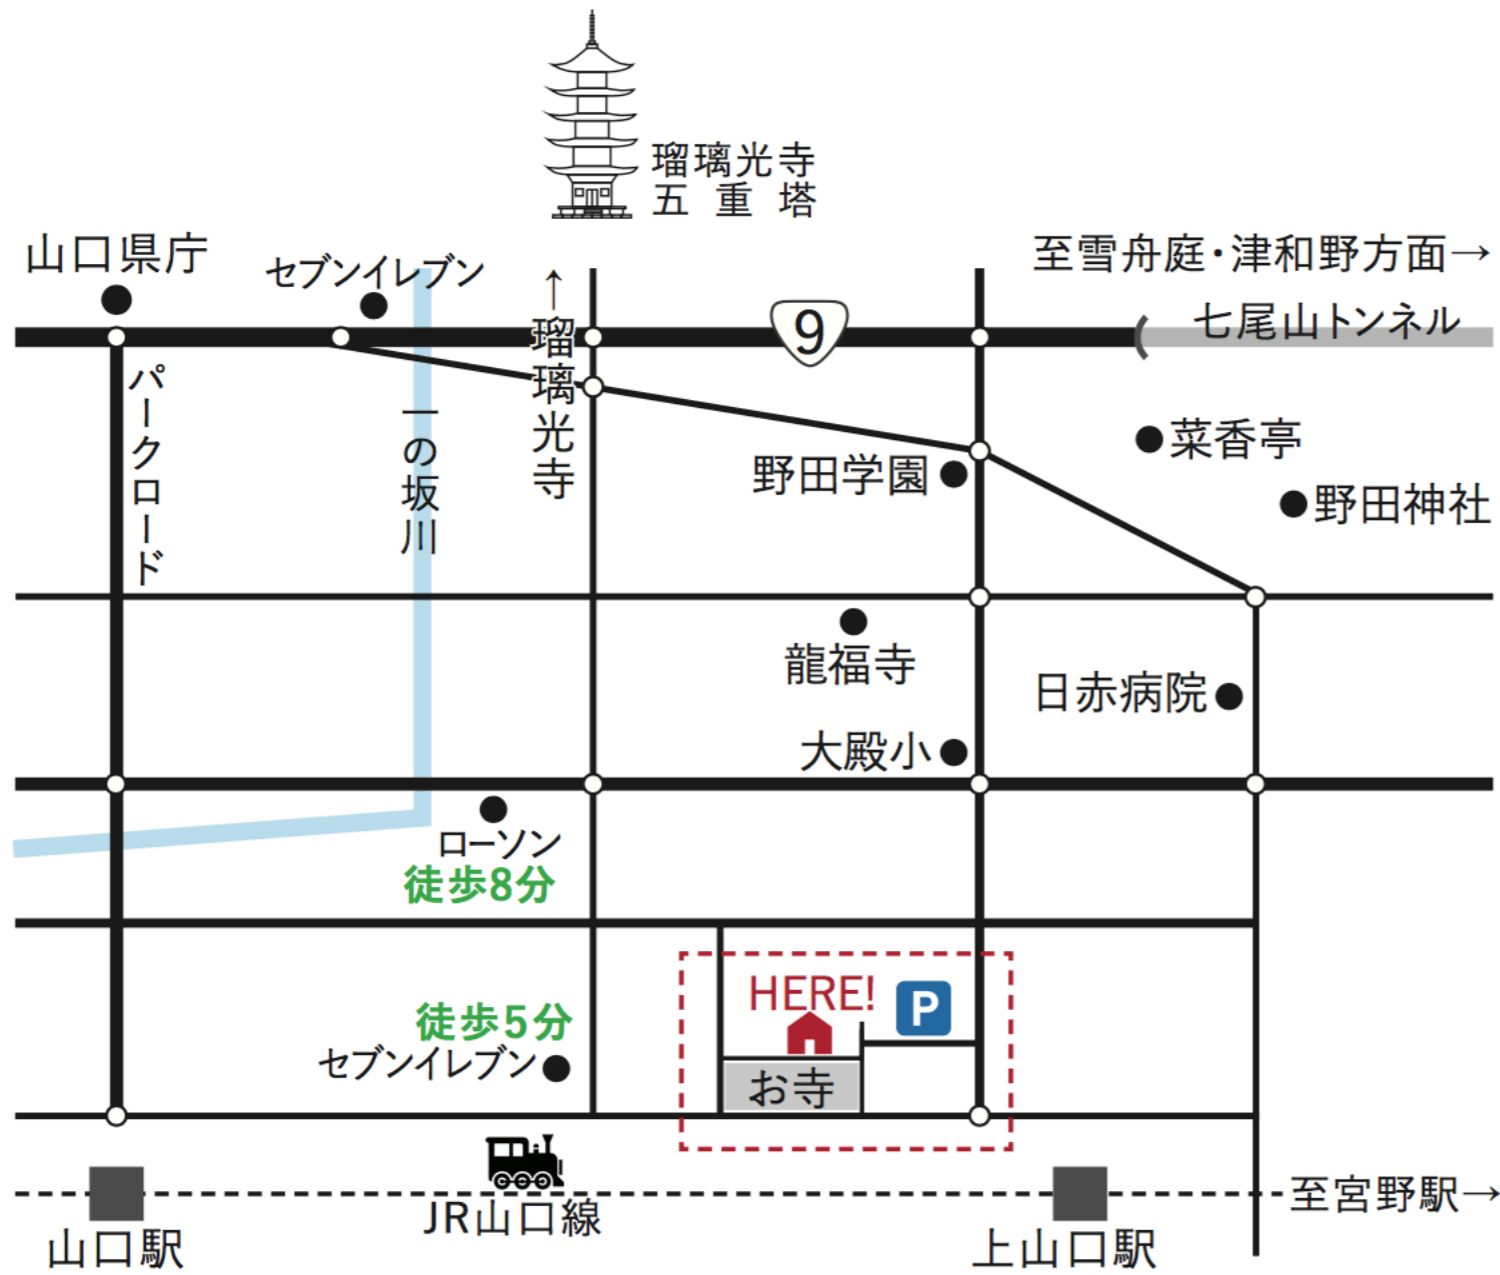 瑠璃光寺
五重塔
山口県庁
セブンイレブン
至雪舟庭・津和野方面→
七尾山トンネル
9
←瑠璃光寺
パークロード
一の坂川
菜香亭
野田学園
野田神社
龍福寺
日赤病院
大殿小
ローソン
徒歩8分
HERE!
P
徒歩5分
セブンイレブン
お寺
JR山口線
至宮野駅→
山口駅
上山口駅